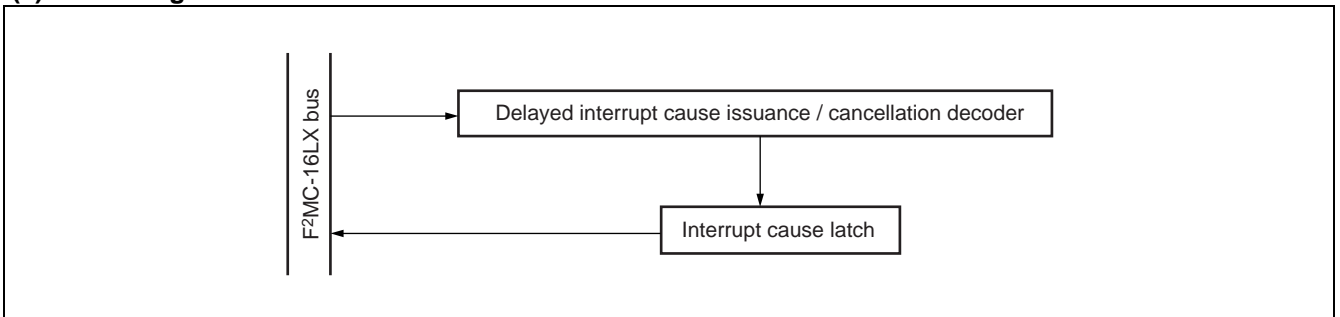 F²MC-16LX bus
Delayed interrupt cause issuance / cancellation decoder
Interrupt cause latch